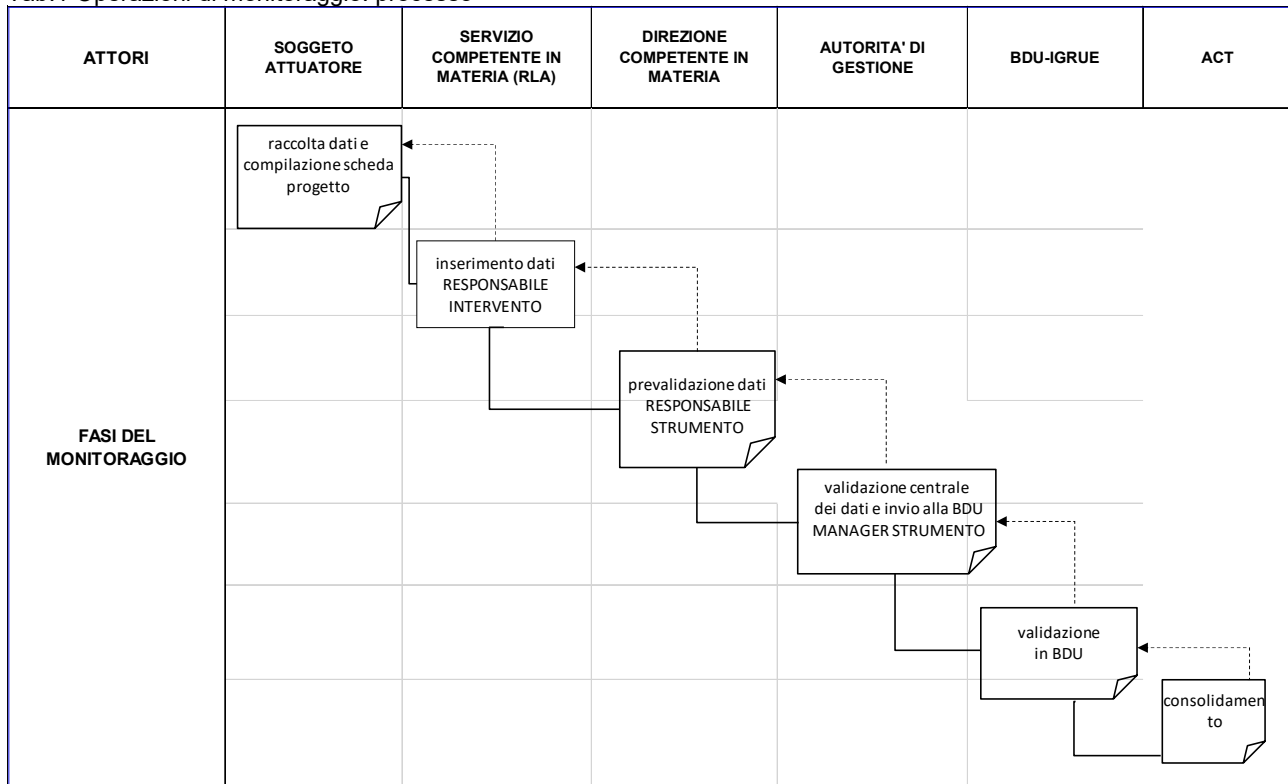 ATTORI
SOGGETO
ATTUATORE
SERVIZIO
COMPETENTE IN
MATERIA (RLA)
DIREZIONE
COMPETENTE IN
MATERIA
AUTORITA' DI
GESTIONE
BDU-IGRUE
ACT
FASI DEL
MONITORAGGIO
raccolta dati e
compilazione scheda
progetto
inserimento dati
RESPONSABILE
INTERVENTO
prevalidazione dati
RESPONSABILE
STRUMENTO
validazione centrale
dei dati e invio alla BDU
MANAGER STRUMENTO
validazione
in BDU
consolidamen
to